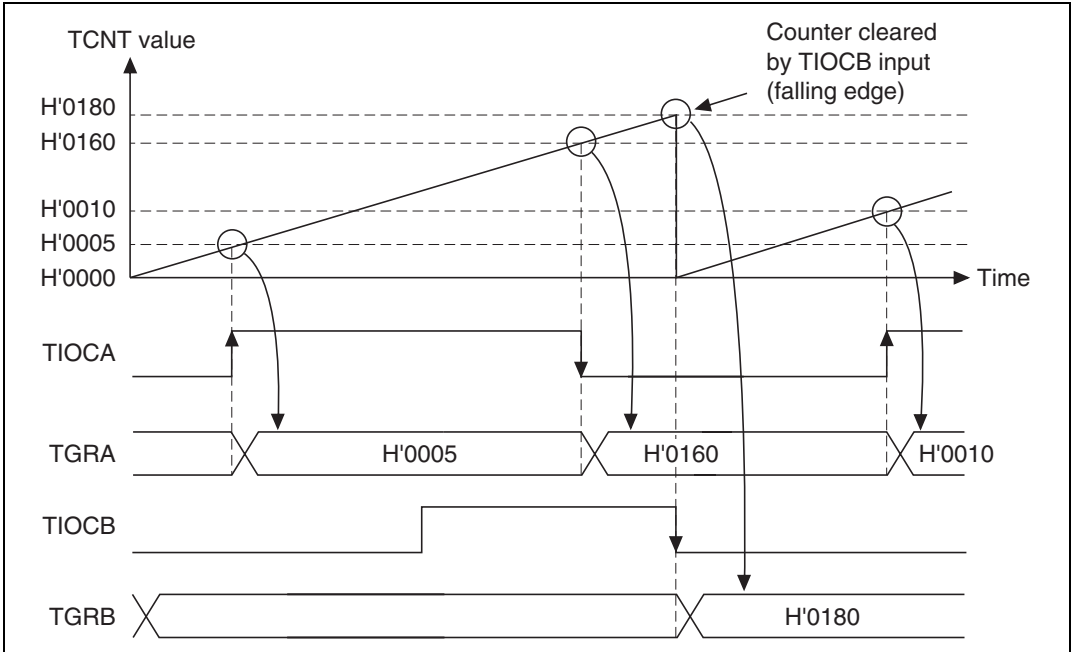 TCNT value
Counter cleared
by TIOCB input
(falling edge)
H'0180
H'0160
H'0010
H'0005
H'0000
Time
TIOCA
TGRA
H'0005
H'0160
H'0010
TIOCB
TGRB
H'0180